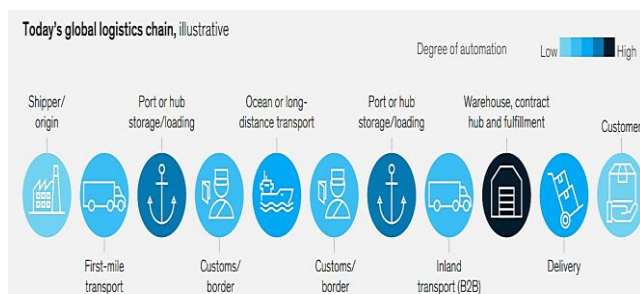 Today's global logistics chain, illustrative
Degree of automation
Low
High
Shipper/
origin
Port or hub
storage/loading
Ocean or long-
distance transport
Port or hub
storage/loading
Warehouse, contract
hub and fulfillment
Customer
First-mile
transport
Customs/
border
Customs/
border
Inland
transport (B2B)
Delivery